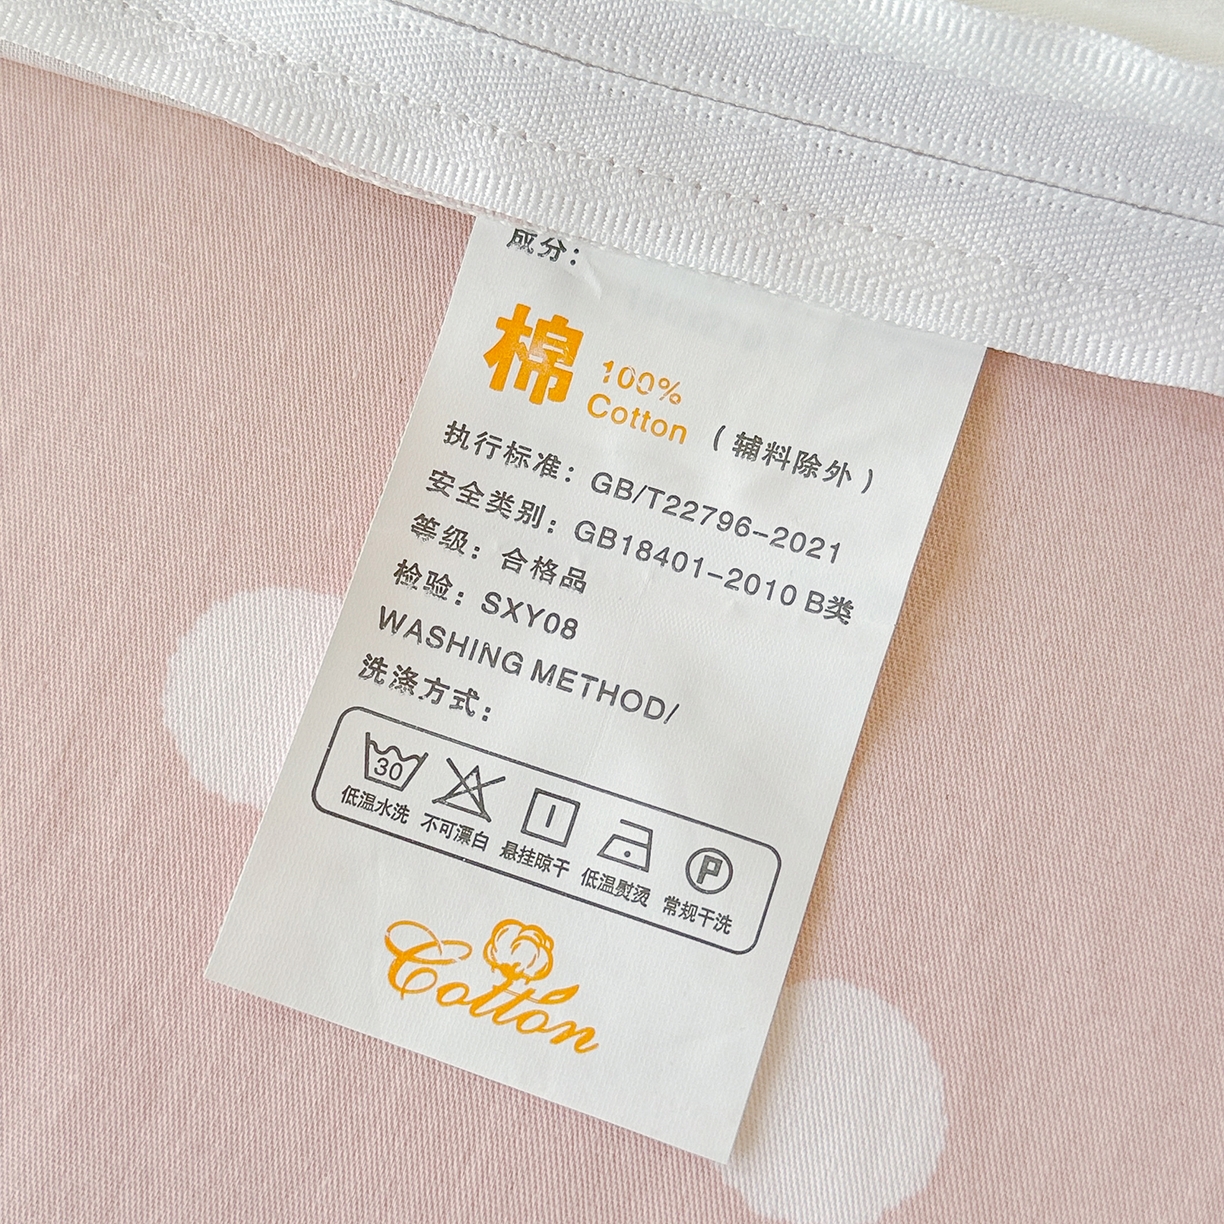 成分：
棉 100%
Cotton （辅料除外）
执行标准：GB/T22796-2021
安全类别：GB18401-2010 B类
等级：合格品
检验：SXY08
WASHING METHOD/
洗涤方式：
30
低温水洗 不可漂白 悬挂晾干 低温熨烫 常规干洗
P
Cotton